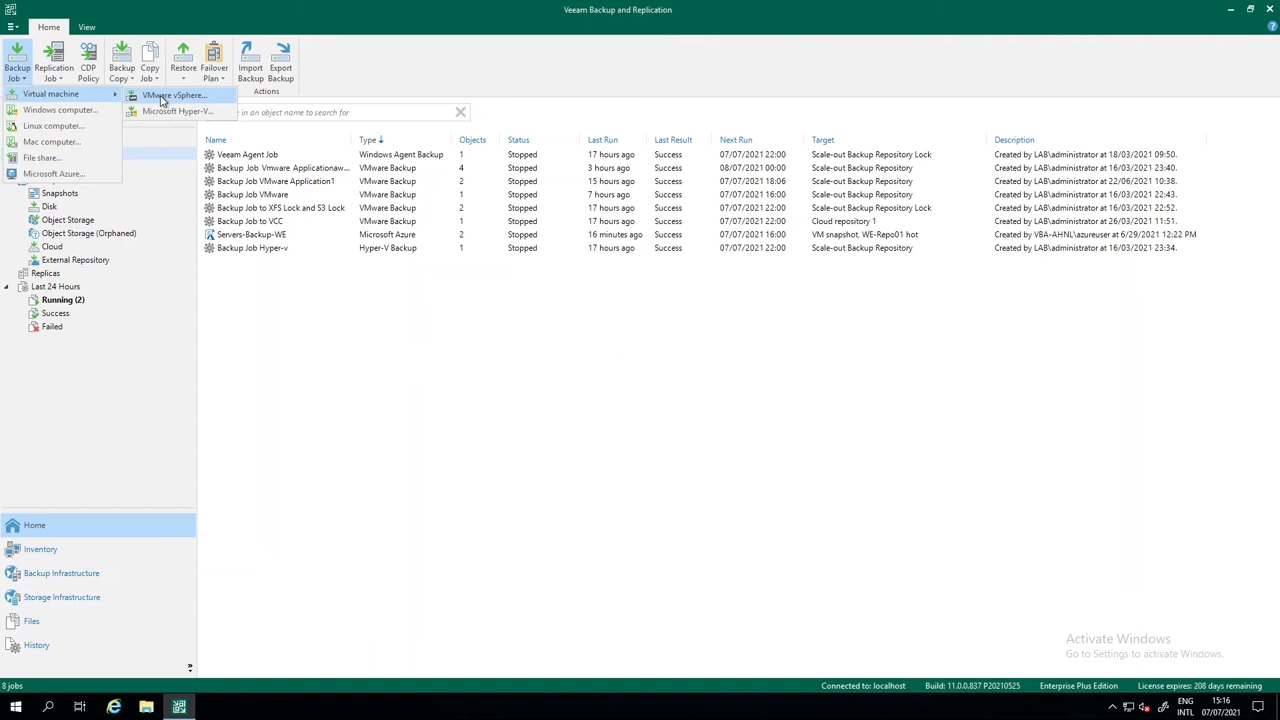 Veeam Backup and Replication
Home
View
Backup Job
Replication Job
CDP Policy
Backup Copy
Copy Job
Restore
Failover Plan
Import Backup
Export Backup
Actions
Virtual machine
Windows computer...
Linux computer...
Mac computer...
File share...
Microsoft Azure...
VMware vSphere...
Microsoft Hyper-V...
in an object name to search for
Name Type Objects Status Last Run Last Result Next Run Target Description
Veeam Agent Job Windows Agent Backup 1 Stopped 17 hours ago Success 07/07/2021 22:00 Scale-out Backup Repository Lock Created by LAB\administrator at 18/03/2021 09:50.
Backup Job Vmware Applicationaw... VMware Backup 4 Stopped 3 hours ago Success 08/07/2021 00:00 Scale-out Backup Repository Created by LAB\administrator at 16/03/2021 23:40.
Backup Job VMware Application1 VMware Backup 2 Stopped 15 hours ago Success 07/07/2021 18:06 Scale-out Backup Repository Created by LAB\administrator at 22/06/2021 10:38.
Backup Job VMware VMware Backup 2 Stopped 7 hours ago Success 07/07/2021 16:00 Scale-out Backup Repository Created by LAB\administrator at 16/03/2021 22:43.
Backup Job to XFS Lock and S3 Lock VMware Backup 2 Stopped 17 hours ago Success 07/07/2021 22:00 Scale-out Backup Repository Lock Created by LAB\administrator at 16/03/2021 22:52.
Backup Job to VCC VMware Backup 1 Stopped 17 hours ago Success 07/07/2021 22:00 Cloud repository 1 Created by LAB\administrator at 26/03/2021 11:51.
Servers-Backup-WE Microsoft Azure 2 Stopped 16 minutes ago Success 07/07/2021 16:00 VM snapshot, WE-Repo01 hot Created by VBA-AHNL\azureuser at 6/29/2021 12:22 PM
Backup Job Hyper-v Hyper-V Backup 1 Stopped 17 hours ago Success 07/07/2021 22:00 Scale-out Backup Repository Created by LAB\administrator at 16/03/2021 23:34.
Snapshots
Disk
Object Storage
Object Storage (Orphaned)
Cloud
External Repository
Replicas
Last 24 Hours
Running (2)
Success
Failed
Home
Inventory
Backup Infrastructure
Storage Infrastructure
Files
History
Activate Windows
Go to Settings to activate Windows.
8 jobs
Connected to: localhost
Build: 11.0.0.837 P20210525
Enterprise Plus Edition
License expires: 208 days remaining
ENG
INTL
15:16
07/07/2021